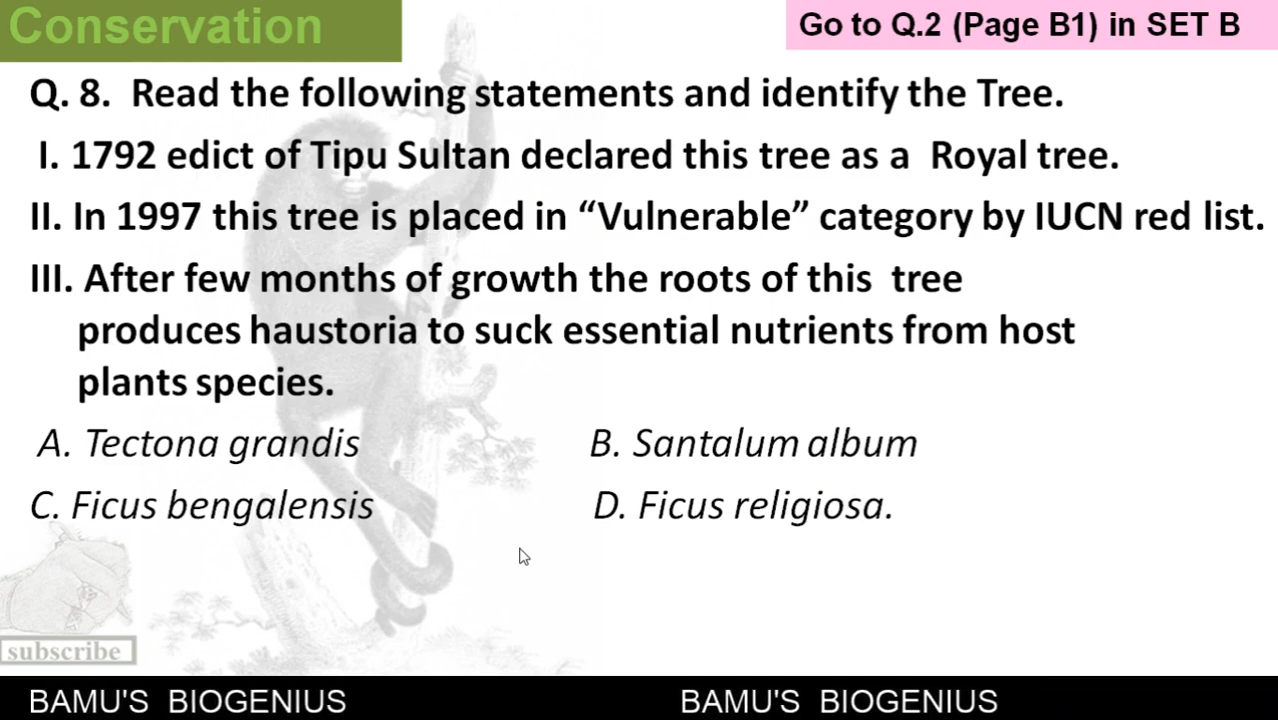 Conservation
Go to Q.2 (Page B1) in SET B
Q. 8. Read the following statements and identify the Tree.
I. 1792 edict of Tipu Sultan declared this tree as a Royal tree.
II. In 1997 this tree is placed in “Vulnerable” category by IUCN red list.
III. After few months of growth the roots of this tree
produces haustoria to suck essential nutrients from host
plants species.
A. Tectona grandis
B. Santalum album
C. Ficus bengalensis
D. Ficus religiosa.
subscribe
BAMU'S BIOGENIUS
BAMU'S BIOGENIUS